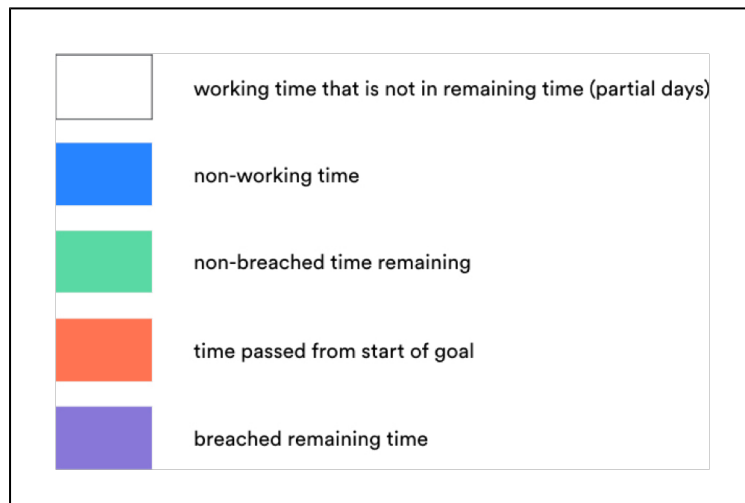 working time that is not in remaining time (partial days)
non-working time
non-breached time remaining
time passed from start of goal
breached remaining time